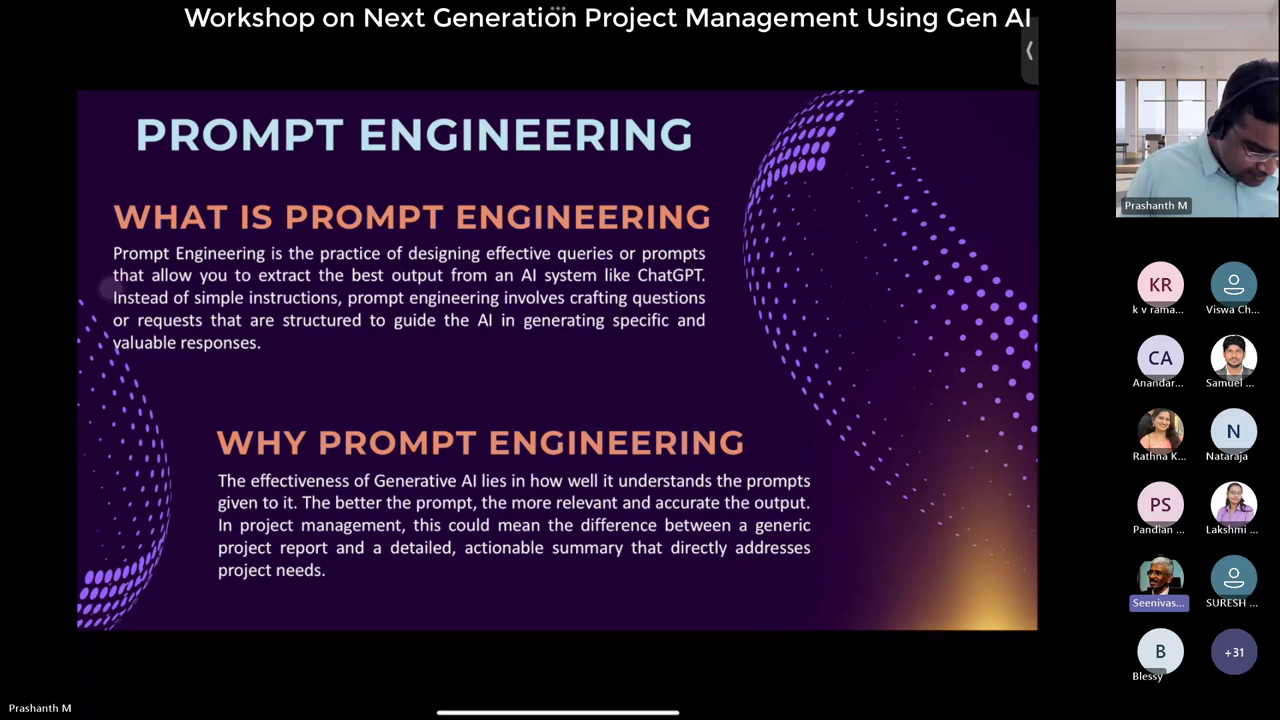 Workshop on Next Generation Project Management Using Gen AI
PROMPT ENGINEERING
WHAT IS PROMPT ENGINEERING
Prompt Engineering is the practice of designing effective queries or prompts
that allow you to extract the best output from an AI system like ChatGPT.
Instead of simple instructions, prompt engineering involves crafting questions
or requests that are structured to guide the AI in generating specific and
valuable responses.
WHY PROMPT ENGINEERING
The effectiveness of Generative AI lies in how well it understands the prompts
given to it. The better the prompt, the more relevant and accurate the output.
In project management, this could mean the difference between a generic
project report and a detailed, actionable summary that directly addresses
project needs.
Prashanth M
KR
k v rama...
Viswa Ch...
CA
Anandar...
Samuel ...
Rathna K...
N
Nataraja
PS
Pandian ...
Lakshmi ...
Seenivas...
SURESH ...
B
Blessy
+31
Prashanth M